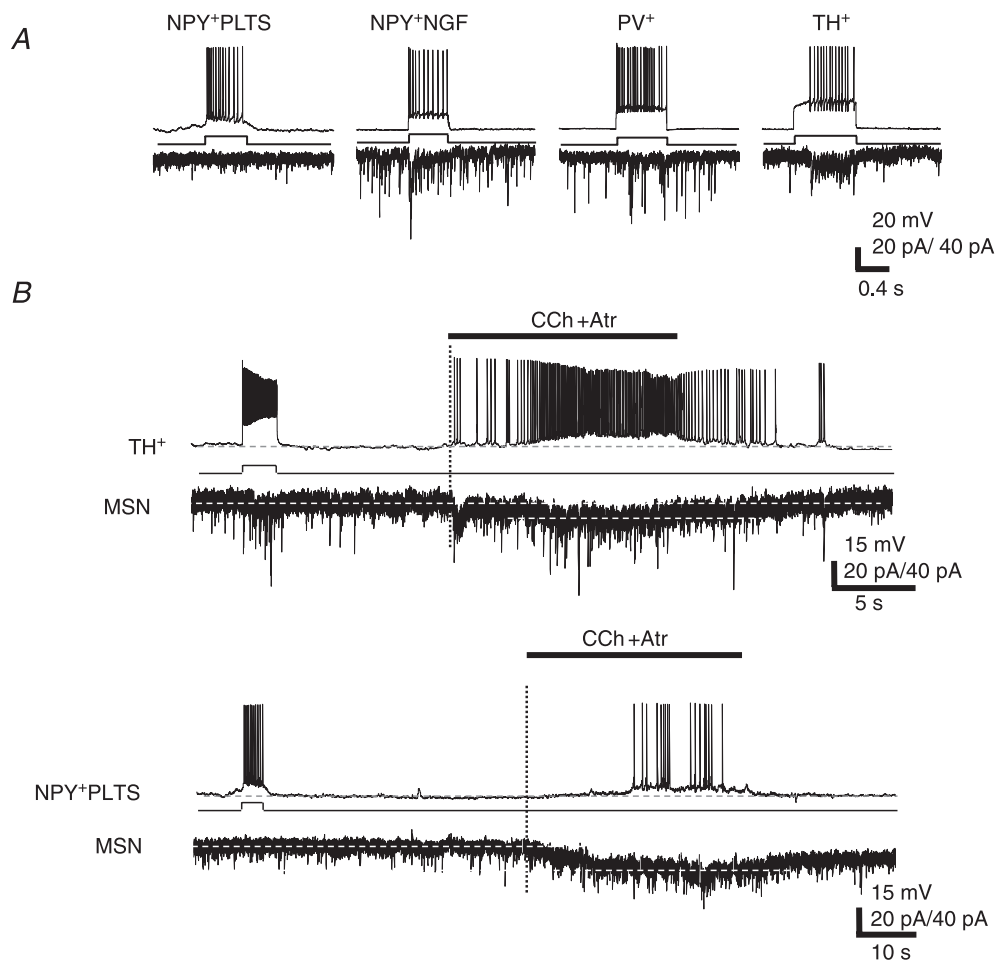 A
NPY⁺PLTS NPY⁺NGF PV⁺ TH⁺
20 mV
20 pA/ 40 pA
0.4 s
B
CCh +Atr
TH⁺
MSN
15 mV
20 pA/40 pA
5 s
CCh +Atr
NPY⁺PLTS
MSN
15 mV
20 pA/40 pA
10 s